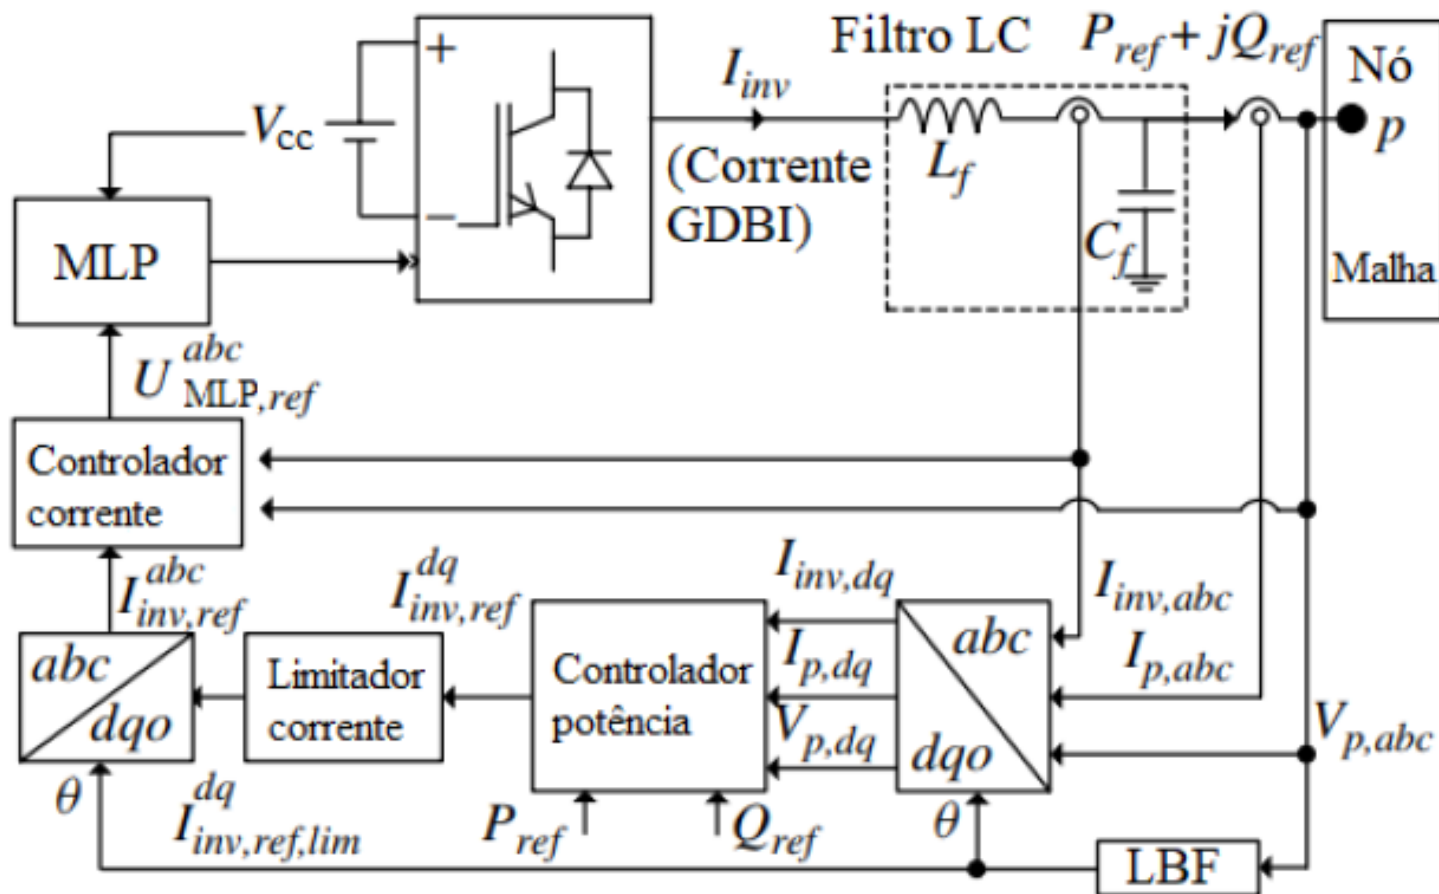 Filtro LC
P_ref + jQ_ref
Nó
p
Malha
+
−
V_cc
I_inv
(Corrente
GDBI)
L_f
C_f
MLP
U^abc_MLP,ref
Controlador
corrente
I^abc_inv,ref
I^dq_inv,ref
I_inv,dq
I_inv,abc
abc
dqo
Limitador
corrente
Controlador
potência
I_p,dq
V_p,dq
abc
dqo
I_p,abc
V_p,abc
θ
I^dq_inv,ref,lim
P_ref
Q_ref
θ
LBF